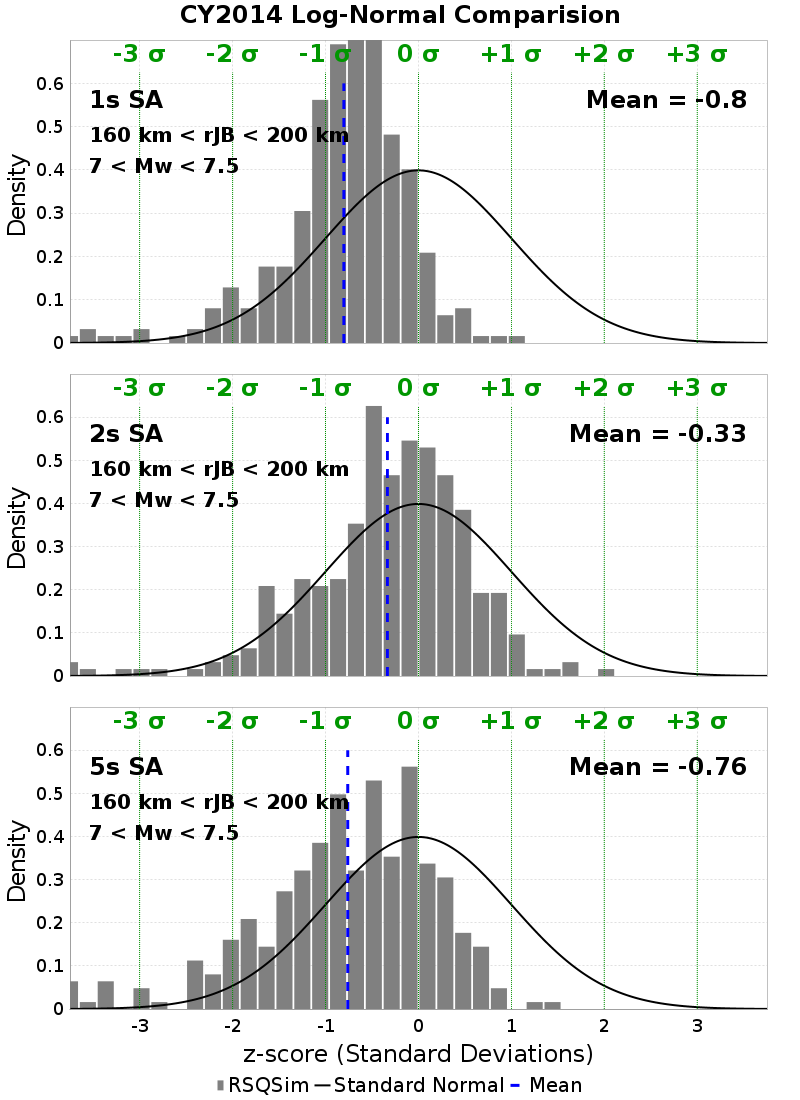 CY2014 Log-Normal Comparision
-3 σ -2 σ -1 σ 0 σ +1 σ +2 σ +3 σ
1s SA Mean = -0.8
160 km < rJB < 200 km
7 < Mw < 7.5
0.6
0.5
0.4
0.3
0.2
0.1
0
Density
-3 σ -2 σ -1 σ 0 σ +1 σ +2 σ +3 σ
2s SA Mean = -0.33
160 km < rJB < 200 km
7 < Mw < 7.5
0.6
0.5
0.4
0.3
0.2
0.1
0
Density
-3 σ -2 σ -1 σ 0 σ +1 σ +2 σ +3 σ
5s SA Mean = -0.76
160 km < rJB < 200 km
7 < Mw < 7.5
0.6
0.5
0.4
0.3
0.2
0.1
0
Density
-3 -2 -1 0 1 2 3
z-score (Standard Deviations)
RSQSim Standard Normal Mean